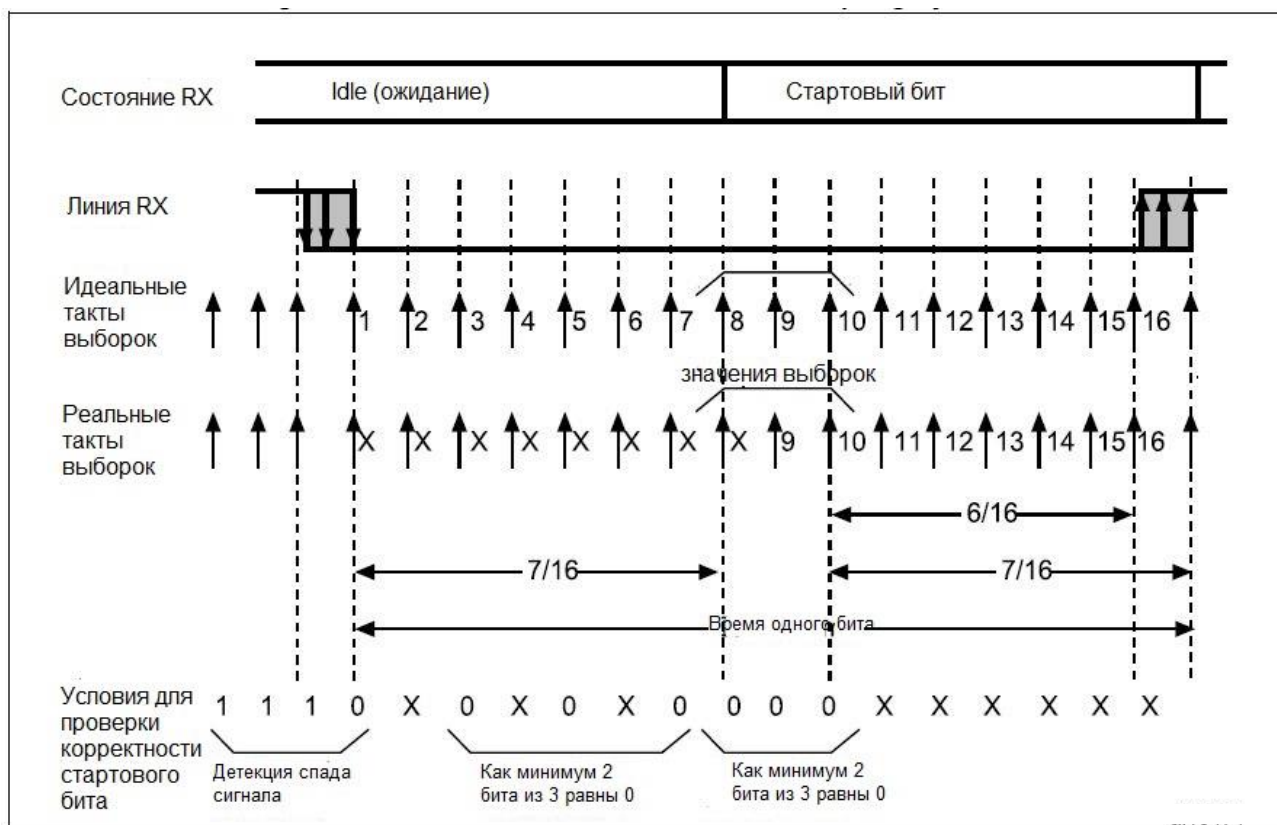 Состояние RX
Idle (ожидание)
Стартовый бит
Линия RX
Идеальные
такты
выборок
1 2 3 4 5 6 7 8 9 10 11 12 13 14 15 16
значения выборок
Реальные
такты
выборок
X X X X X X X X 9 10 11 12 13 14 15 16
6/16
7/16
7/16
Время одного бита
Условия для
проверки
корректности
стартового
бита
1 1 1 0 X 0 X 0 X 0 0 0 0 X X X X X X
Детекция спада
сигнала
Как минимум 2
бита из 3 равны 0
Как минимум 2
бита из 3 равны 0